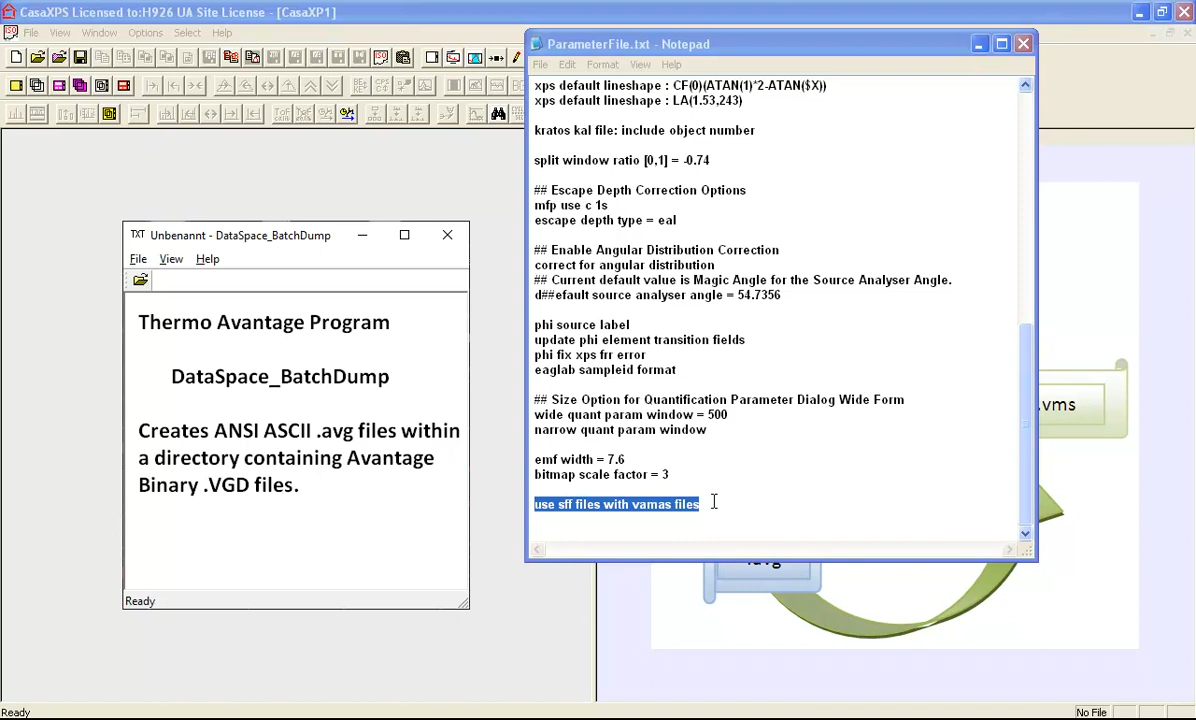 CasaXPS Licensed to:H926 UA Site License - [CasaXP1]
File View Window Options Select Help
ParameterFile.txt - Notepad
File Edit Format View Help
xps default lineshape : CF(0)(ATAN(1)*2-ATAN($X))
xps default lineshape : LA(1.53,243)
kratos kal file: include object number
split window ratio [0,1] = -0.74
## Escape Depth Correction Options
mfp use c 1s
escape depth type = eal
## Enable Angular Distribution Correction
correct for angular distribution
## Current default value is Magic Angle for the Source Analyser Angle.
d##efault source analyser angle = 54.7356
phi source label
update phi element transition fields
phi fix xps frr error
eaglab sampleid format
## Size Option for Quantification Parameter Dialog Wide Form
wide quant param window = 500
narrow quant param window
emf width = 7.6
bitmap scale factor = 3
use sff files with vamas files
TXT Unbenannt - DataSpace_BatchDump
File View Help
Thermo Avantage Program
DataSpace_BatchDump
Creates ANSI ASCII .avg files within
a directory containing Avantage
Binary .VGD files.
Ready
.vms
.avg
Ready
No File